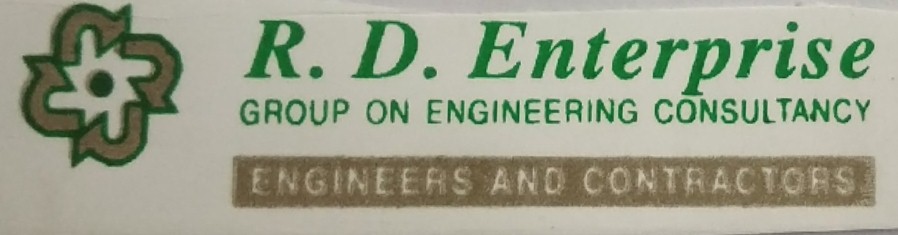 R. D. Enterprise
GROUP ON ENGINEERING CONSULTANCY
ENGINEERS AND CONTRACTORS